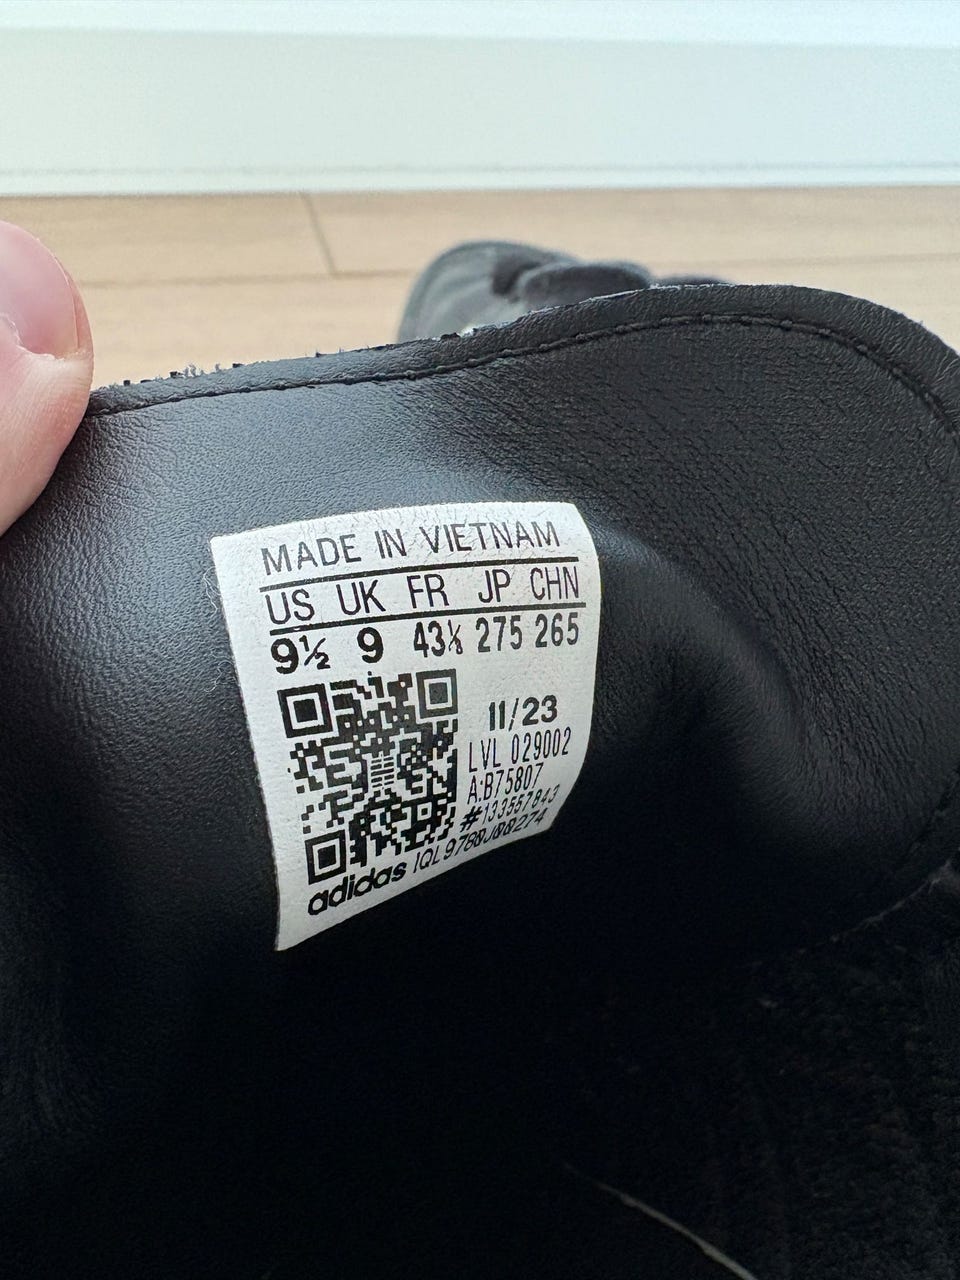 MADE IN VIETNAM
US UK FR JP CHN
9½ 9 43⅓ 275 265
11/23
LVL 029002
A:B75807
#133557843
adidas IQL9780J00274